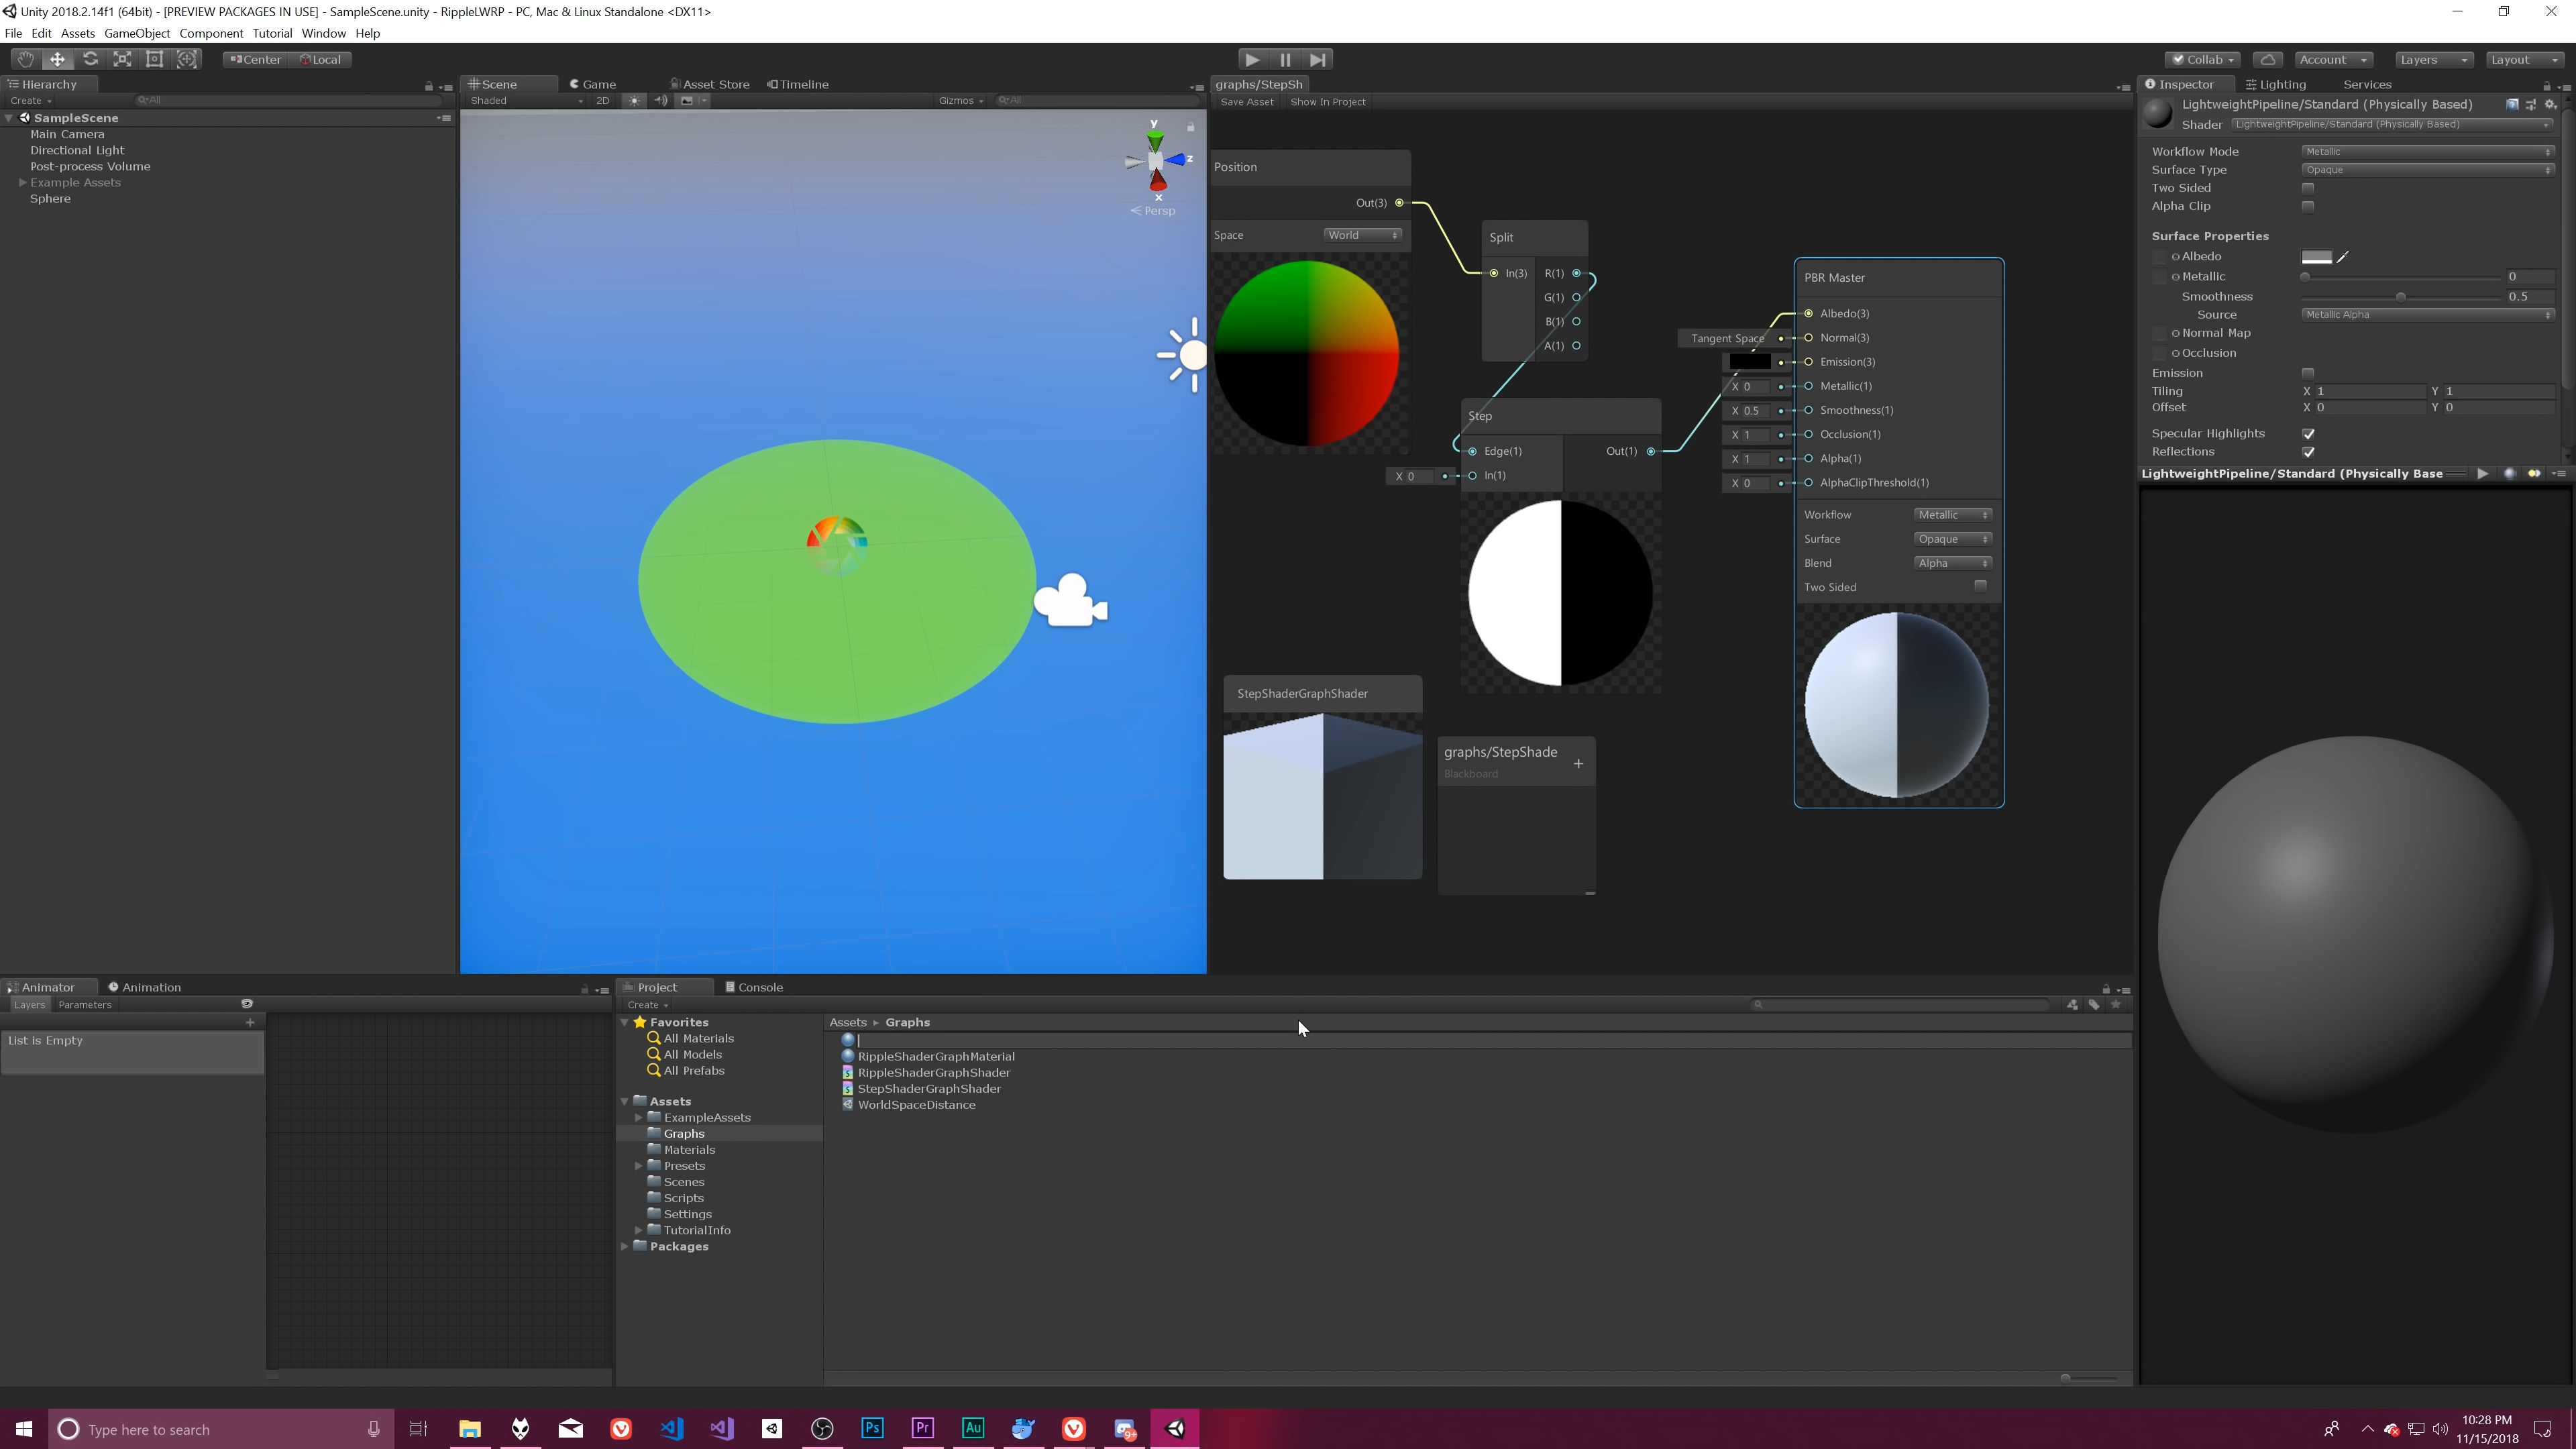 Unity 2018.2.14f1 (64bit) - [PREVIEW PACKAGES IN USE] - SampleScene.unity - RippleLWRP - PC, Mac & Linux Standalone <DX11>
File Edit Assets GameObject Component Tutorial Window Help
Center Local
Collab Account Layers Layout
Hierarchy
Create All
SampleScene
Main Camera
Directional Light
Post-process Volume
Example Assets
Sphere
Scene Game Asset Store Timeline
Shaded 2D Gizmos All
y
z
x
Persp
graphs/StepSh
Save Asset Show In Project
Position
Out(3)
Space World
Split
In(3) R(1)
G(1)
B(1)
A(1)
Step
Edge(1) Out(1)
X 0 In(1)
PBR Master
Albedo(3)
Tangent Space Normal(3)
Emission(3)
X 0 Metallic(1)
X 0.5 Smoothness(1)
X 1 Occlusion(1)
X 1 Alpha(1)
X 0 AlphaClipThreshold(1)
Workflow Metallic
Surface Opaque
Blend Alpha
Two Sided
StepShaderGraphShader
graphs/StepShade +
Blackboard
Inspector Lighting Services
LightweightPipeline/Standard (Physically Based)
Shader LightweightPipeline/Standard (Physically Based)
Workflow Mode Metallic
Surface Type Opaque
Two Sided
Alpha Clip
Surface Properties
Albedo
Metallic 0
Smoothness 0.5
Source Metallic Alpha
Normal Map
Occlusion
Emission
Tiling X 1 Y 1
Offset X 0 Y 0
Specular Highlights
Reflections
LightweightPipeline/Standard (Physically Base
Animator Animation
Layers Parameters
List is Empty
Project Console
Create
Favorites
All Materials
All Models
All Prefabs
Assets
ExampleAssets
Graphs
Materials
Presets
Scenes
Scripts
Settings
TutorialInfo
Packages
Assets Graphs
RippleShaderGraphMaterial
RippleShaderGraphShader
StepShaderGraphShader
WorldSpaceDistance
Type here to search
Ps Pr Au
9+
10:28 PM
11/15/2018